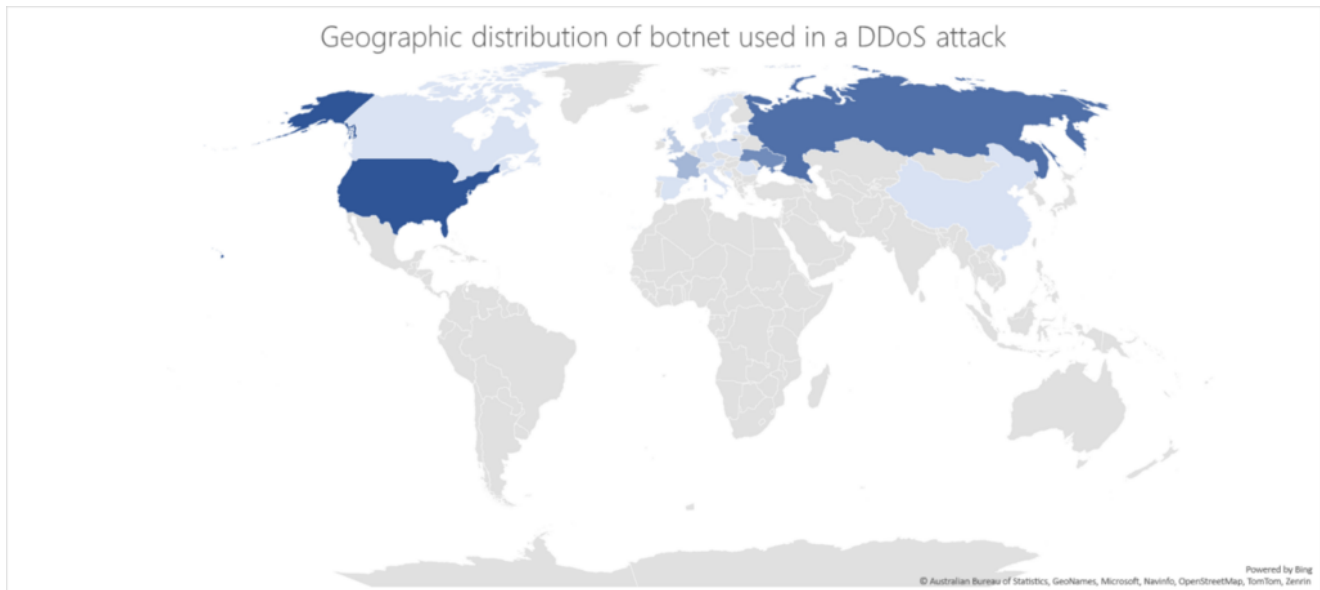 Geographic distribution of botnet used in a DDoS attack
Powered by Bing
© Australian Bureau of Statistics, GeoNames, Microsoft, Navinfo, OpenStreetMap, TomTom, Zenrin